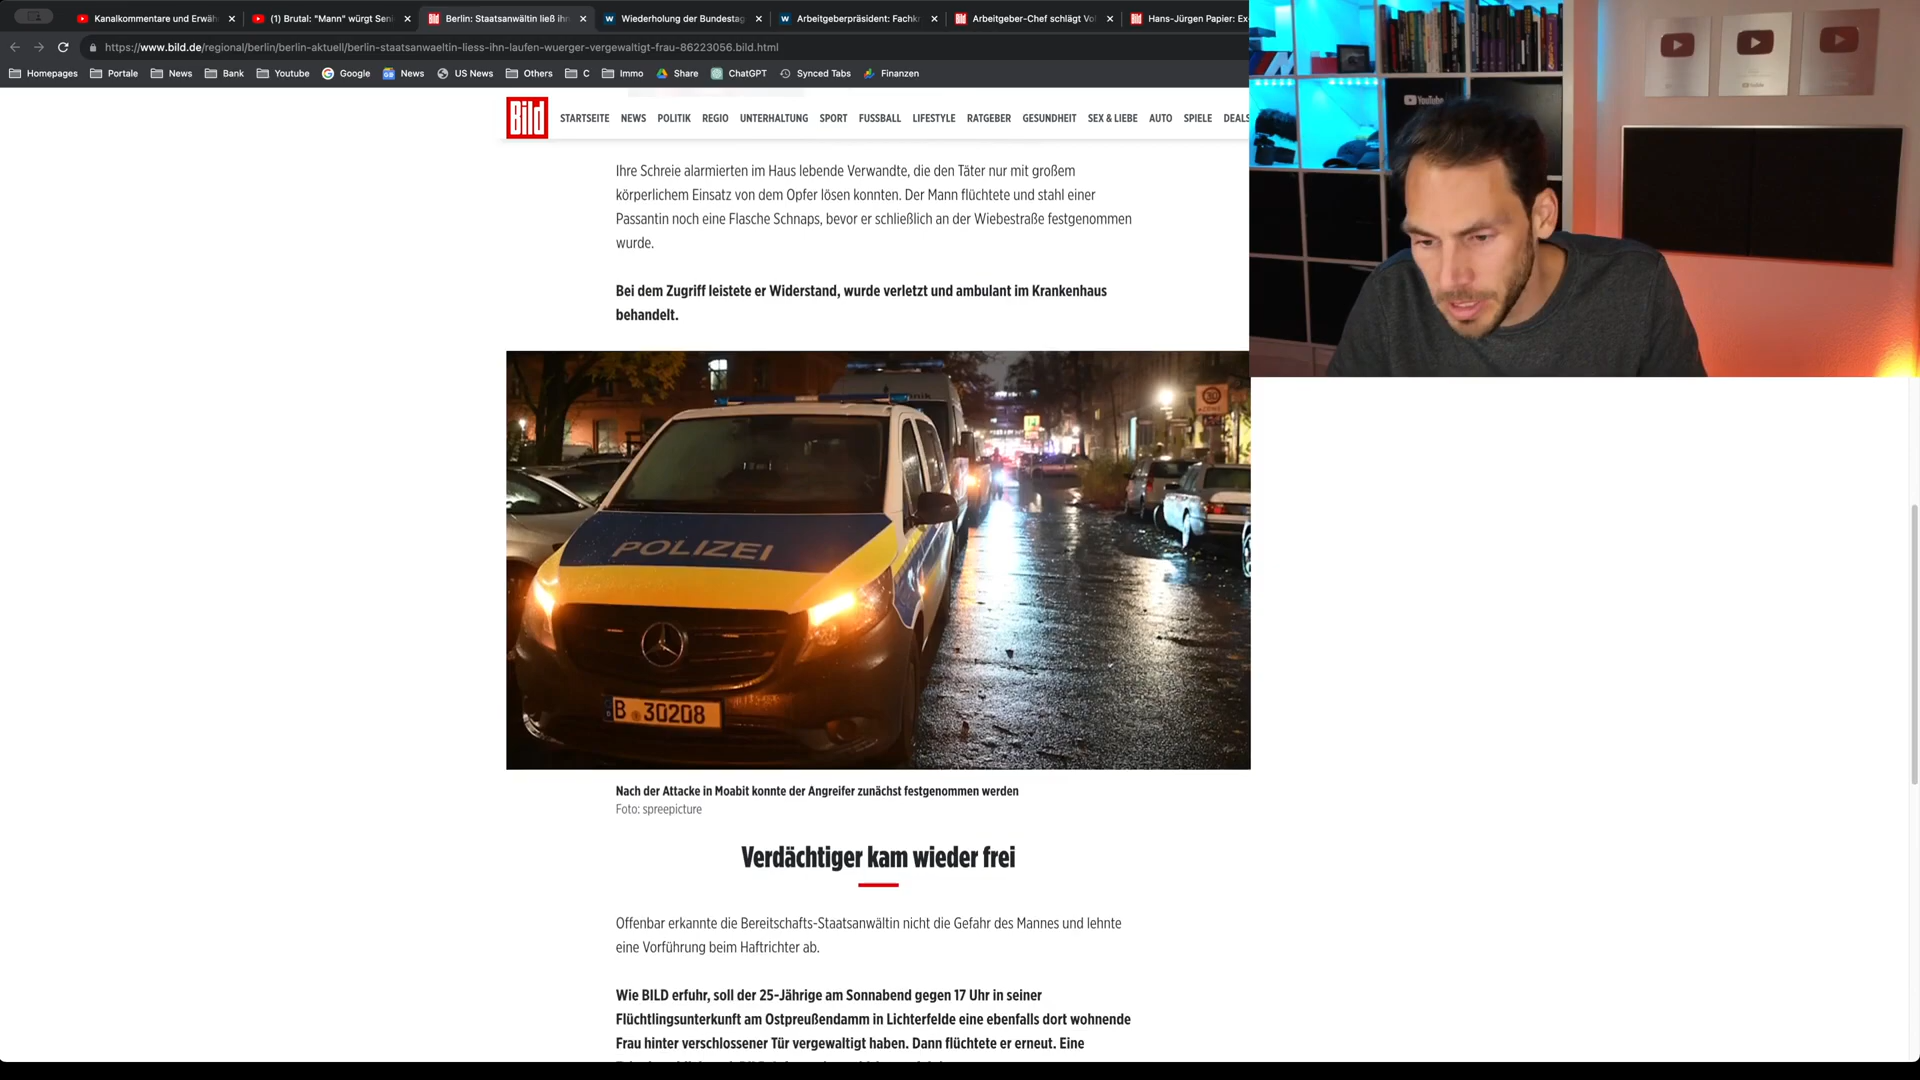 Kanalkommentare und Erwäh
(1) Brutal: "Mann" würgt Seni
Berlin: Staatsanwältin ließ ihn
Wiederholung der Bundestag
Arbeitgeberpräsident: Fachk
Arbeitgeber-Chef schlägt Vo
Hans-Jürgen Papier: Ex
https://www.bild.de/regional/berlin/berlin-aktuell/berlin-staatsanwaeltin-liess-ihn-laufen-wuerger-vergewaltigt-frau-86223056.bild.html
Homepages Portale News Bank Youtube Google News US News Others C Immo Share ChatGPT Synced Tabs Finanzen
Bild STARTSEITE NEWS POLITIK REGIO UNTERHALTUNG SPORT FUSSBALL LIFESTYLE RATGEBER GESUNDHEIT SEX & LIEBE AUTO SPIELE DEALS
YouTube
Ihre Schreie alarmierten im Haus lebende Verwandte, die den Täter nur mit großem
körperlichem Einsatz von dem Opfer lösen konnten. Der Mann flüchtete und stahl einer
Passantin noch eine Flasche Schnaps, bevor er schließlich an der Wiebestraße festgenommen
wurde.
Bei dem Zugriff leistete er Widerstand, wurde verletzt und ambulant im Krankenhaus
behandelt.
30
POLIZEI
B 30208
Nach der Attacke in Moabit konnte der Angreifer zunächst festgenommen werden
Foto: spreepicture
Verdächtiger kam wieder frei
Offenbar erkannte die Bereitschafts-Staatsanwältin nicht die Gefahr des Mannes und lehnte
eine Vorführung beim Haftrichter ab.
Wie BILD erfuhr, soll der 25-Jährige am Sonnabend gegen 17 Uhr in seiner
Flüchtlingsunterkunft am Ostpreußendamm in Lichterfelde eine ebenfalls dort wohnende
Frau hinter verschlossener Tür vergewaltigt haben. Dann flüchtete er erneut. Eine